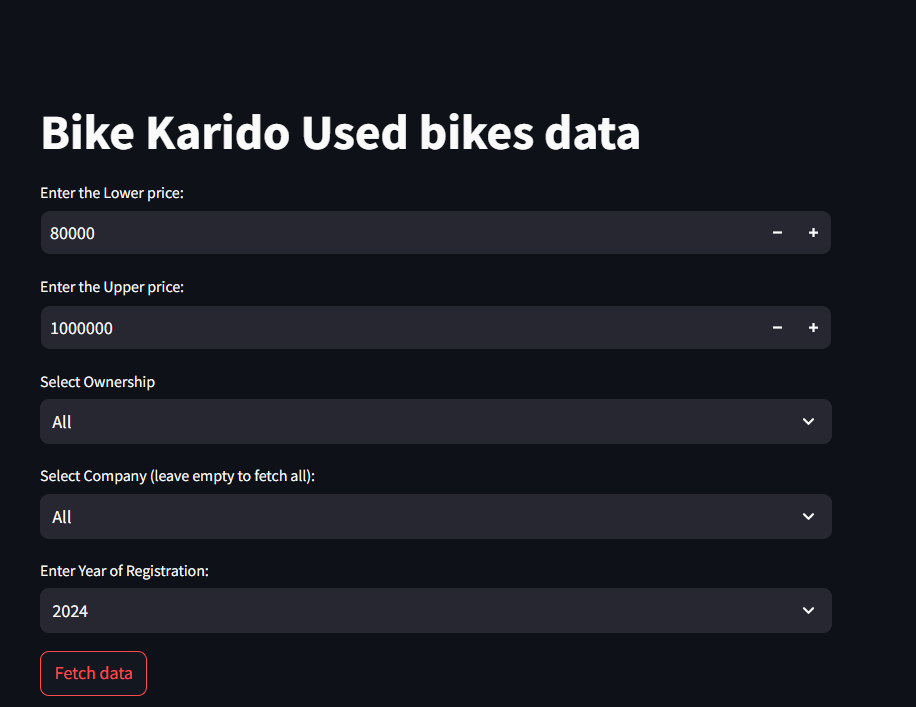 Bike Karido Used bikes data
Enter the Lower price:
80000
Enter the Upper price:
1000000
Select Ownership
All
Select Company (leave empty to fetch all):
All
Enter Year of Registration:
2024
Fetch data